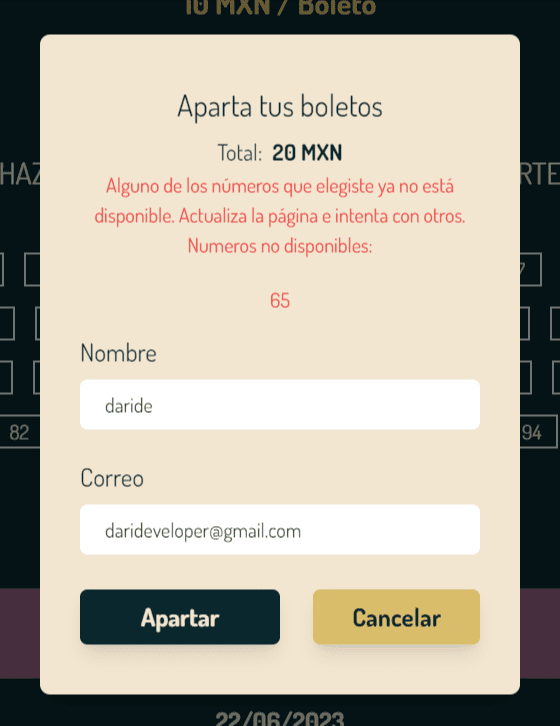 10 MXN / Boleto
Aparta tus boletos
Total: 20 MXN
HAZ
RTE
Alguno de los números que elegiste ya no está
disponible. Actualiza la página e intenta con otros.
Numeros no disponibles:
7
65
Nombre
daride
82
94
Correo
darideveloper@gmail.com
Apartar
Cancelar
22/06/2023